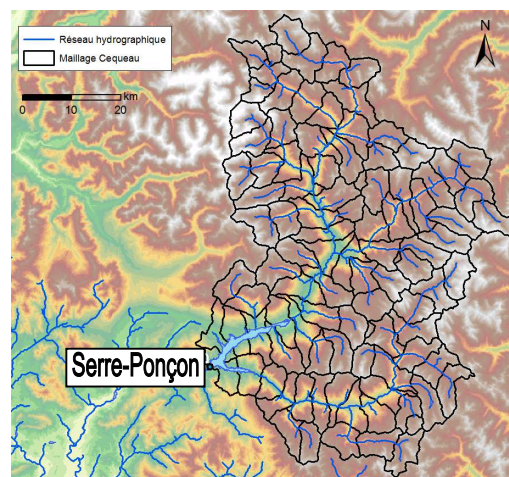 Réseau hydrographique
Maillage Cequeau
N
km
0 10 20
Serre-Ponçon